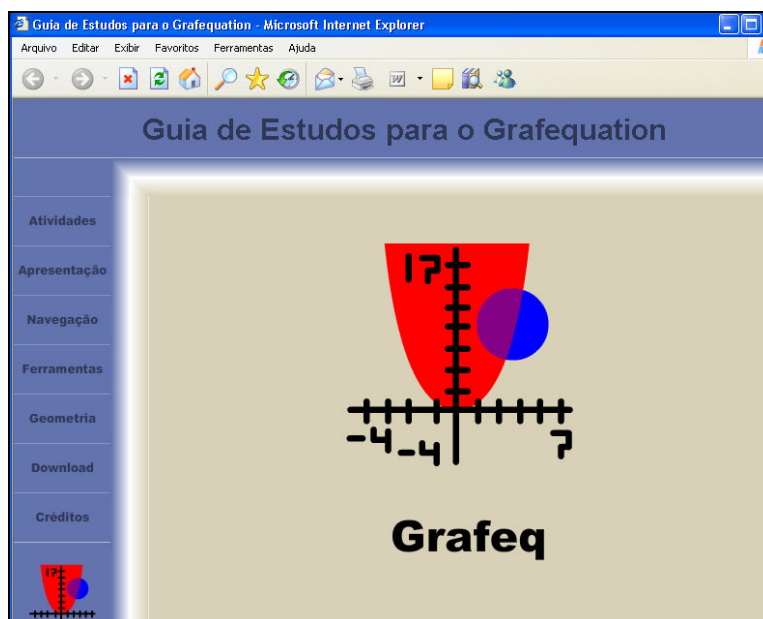 Guia de Estudos para o Grafequation - Microsoft Internet Explorer
Arquivo Editar Exibir Favoritos Ferramentas Ajuda
Guia de Estudos para o Grafequation
Atividades
Apresentação
Navegação
Ferramentas
Geometria
Download
Créditos
17
-4 -4 7
Grafeq
17